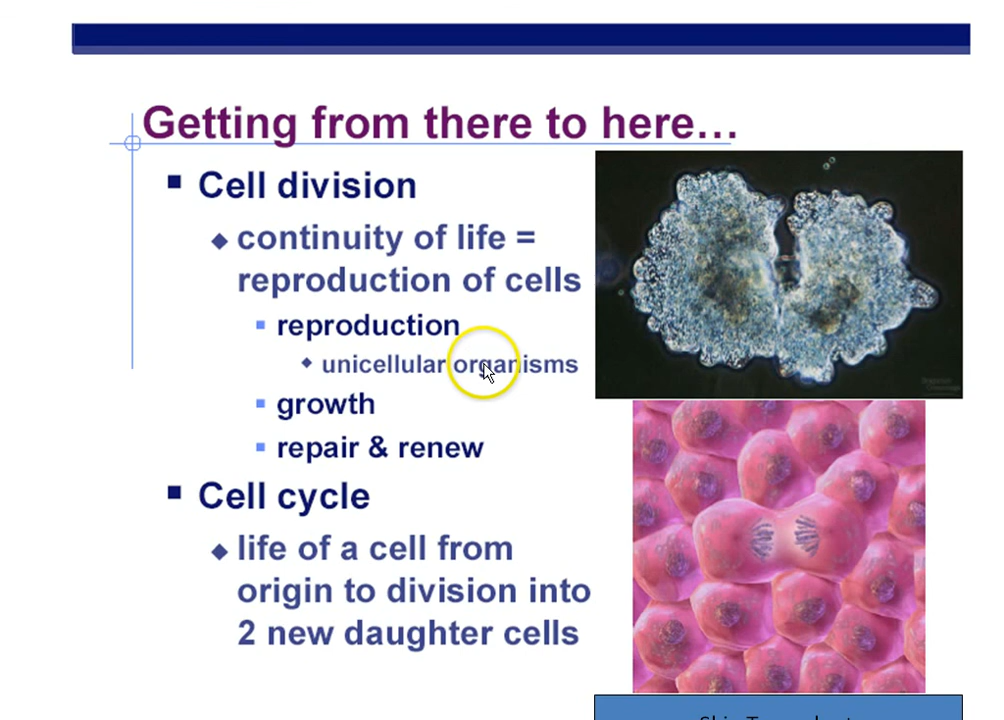 Getting from there to here…
Cell division
continuity of life =
reproduction of cells
reproduction
unicellular organisms
growth
repair & renew
Cell cycle
life of a cell from
origin to division into
2 new daughter cells